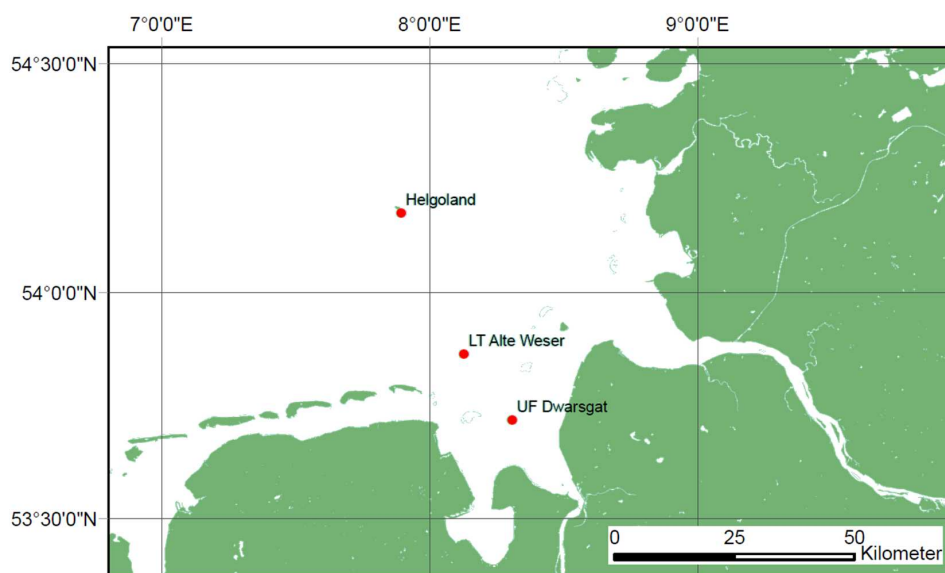 7°0'0"E 8°0'0"E 9°0'0"E
54°30'0"N
Helgoland
54°0'0"N
LT Alte Weser
UF Dwarsgat
53°30'0"N
0 25 50
Kilometer